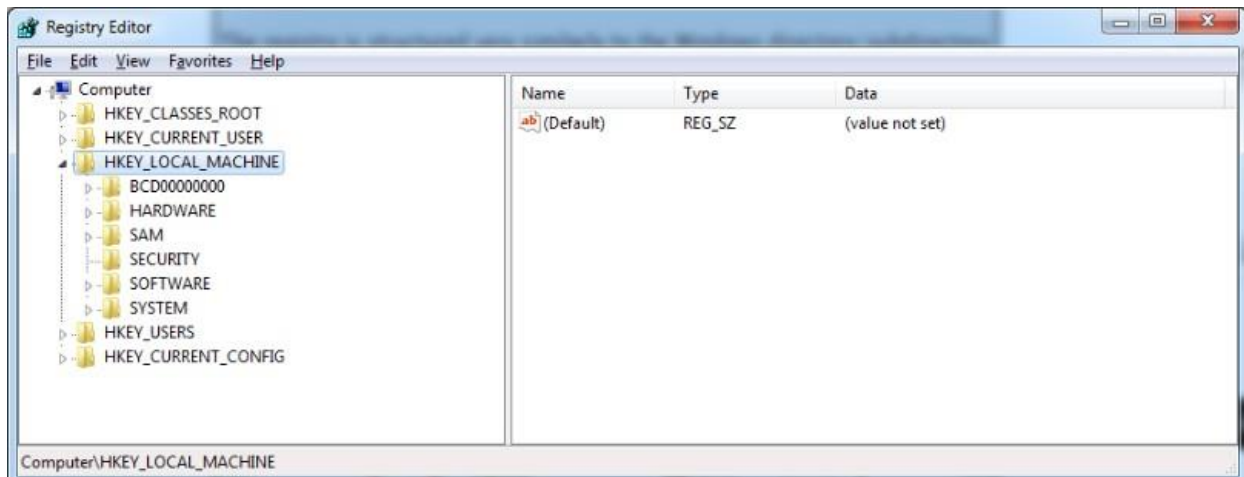 Registry Editor
File Edit View Favorites Help
Computer
HKEY_CLASSES_ROOT
HKEY_CURRENT_USER
HKEY_LOCAL_MACHINE
BCD00000000
HARDWARE
SAM
SECURITY
SOFTWARE
SYSTEM
HKEY_USERS
HKEY_CURRENT_CONFIG
Name Type Data
ab (Default) REG_SZ (value not set)
Computer\HKEY_LOCAL_MACHINE